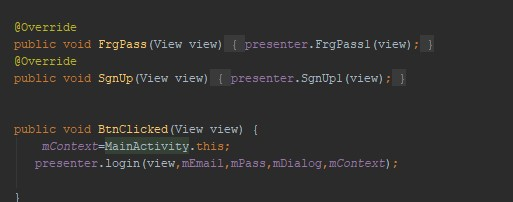 @Override
public void FrgPass(View view) { presenter.FrgPass1(view); }
@Override
public void SgnUp(View view) { presenter.SgnUp1(view); }
public void BtnClicked(View view) {
mContext=MainActivity.this;
presenter.login(view,mEmail,mPass,mDialog,mContext);
}